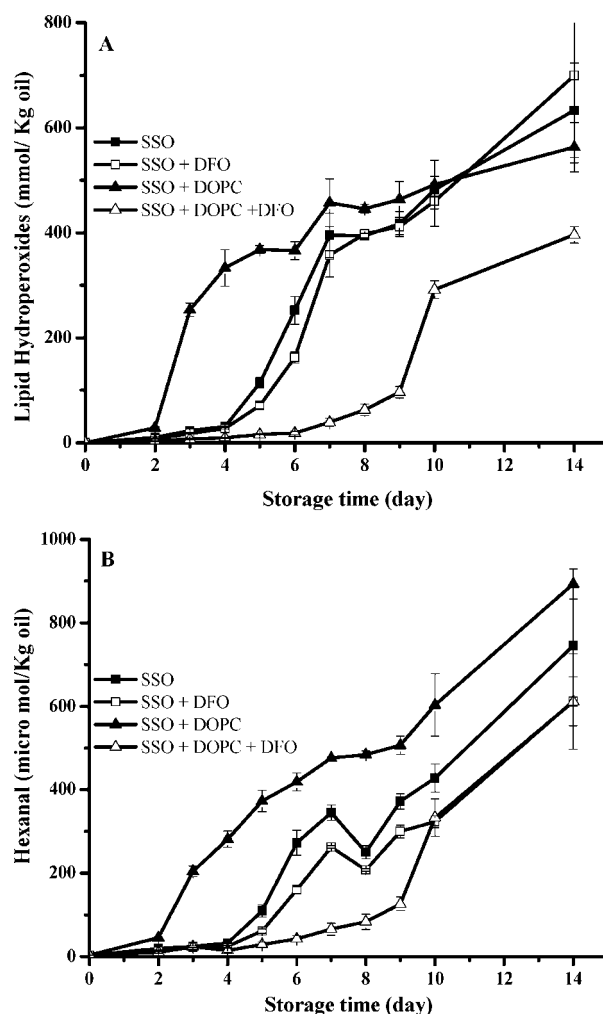 A
SSO
SSO + DFO
SSO + DOPC
SSO + DOPC +DFO
Lipid Hydroperoxides (mmol/ Kg oil)
800
600
400
200
0
0 2 4 6 8 10 12 14
Storage time (day)
B
SSO
SSO + DFO
SSO + DOPC
SSO + DOPC + DFO
Hexanal (micro mol/Kg oil)
1000
800
600
400
200
0
0 2 4 6 8 10 12 14
Storage time (day)